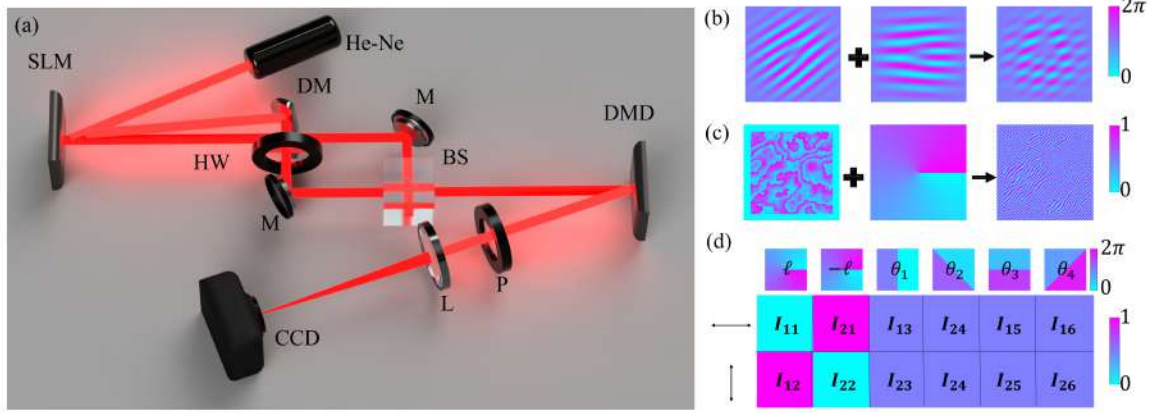 (a)
He-Ne
SLM
DM
M
DMD
HW
BS
M
L
P
CCD
(b)
2π
0
(c)
1
0
(d)
ℓ
-ℓ
θ₁
θ₂
θ₃
θ₄
2π
0
I₁₁ I₂₁ I₁₃ I₂₄ I₁₅ I₁₆
I₁₂ I₂₂ I₂₃ I₂₄ I₂₅ I₂₆
1
0